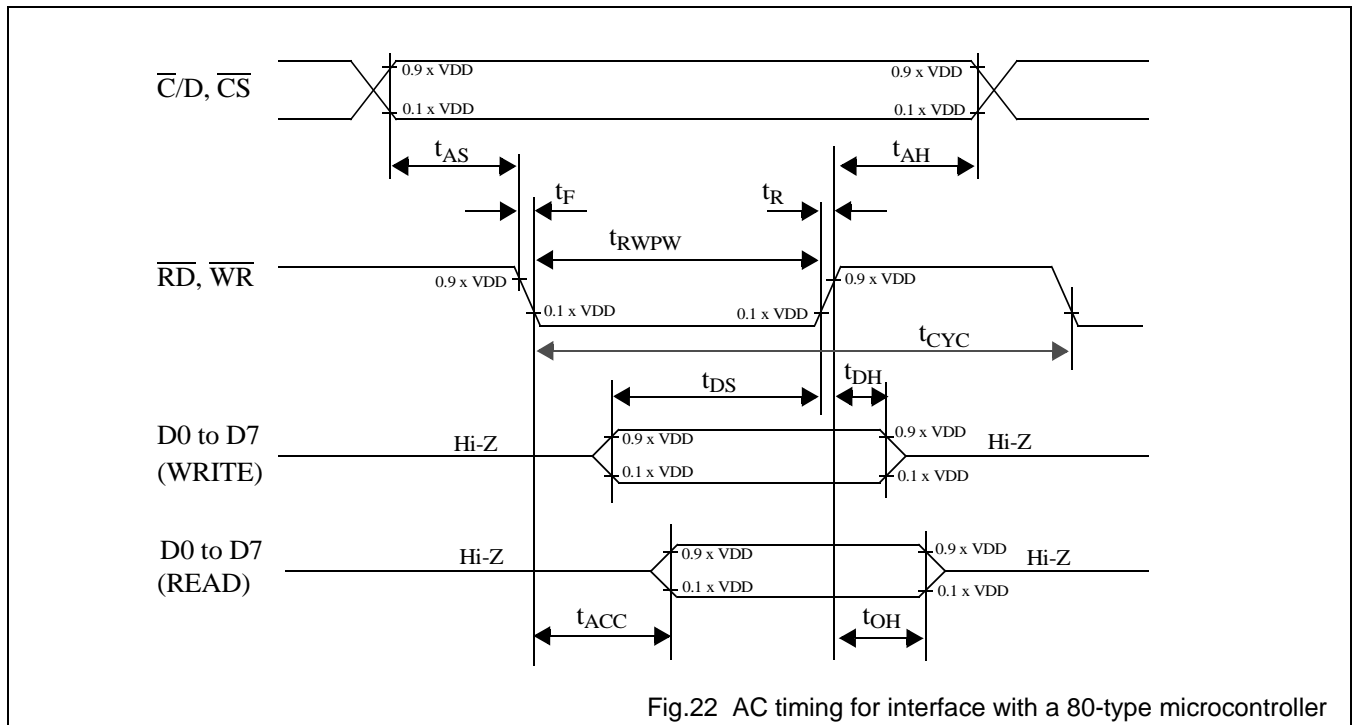 C̅/D, C̅S̅
0.9 x VDD
0.9 x VDD
0.1 x VDD
0.1 x VDD
tAS
tAH
tF
tR
tRWPW
R̅D̅, W̅R̅
0.9 x VDD
0.9 x VDD
0.1 x VDD
0.1 x VDD
tCYC
tDS
tDH
D0 to D7
(WRITE)
Hi-Z
0.9 x VDD
0.9 x VDD
Hi-Z
0.1 x VDD
0.1 x VDD
D0 to D7
(READ)
Hi-Z
0.9 x VDD
0.9 x VDD
Hi-Z
0.1 x VDD
0.1 x VDD
tACC
tOH
Fig.22 AC timing for interface with a 80-type microcontroller